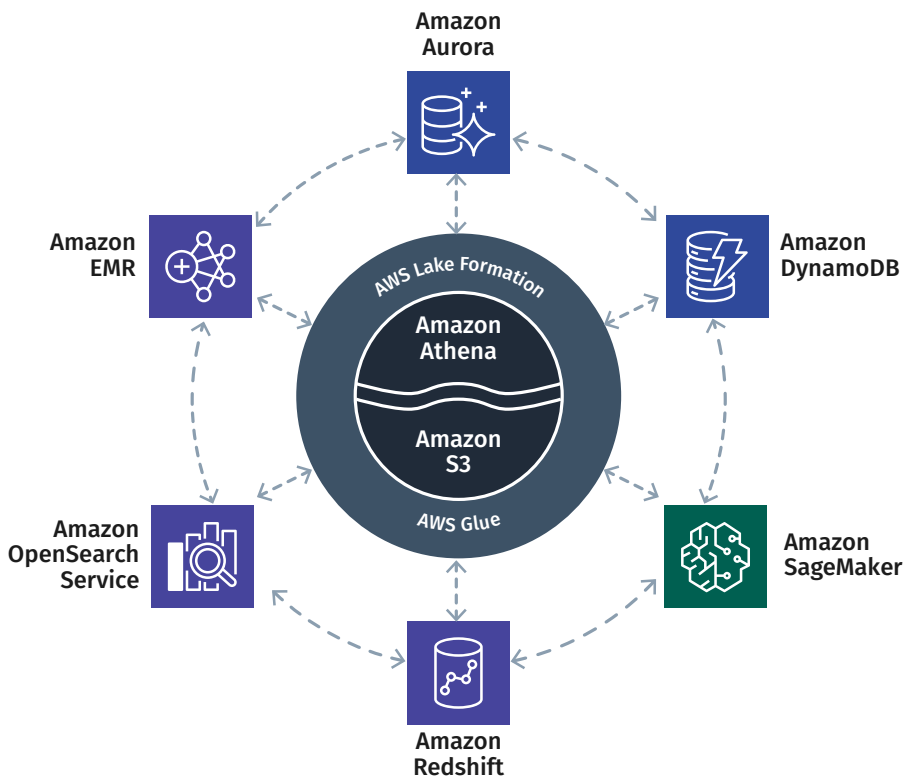 Amazon
Aurora
Amazon
EMR
Amazon
DynamoDB
AWS Lake Formation
Amazon
Athena
Amazon
S3
AWS Glue
Amazon
OpenSearch
Service
Amazon
SageMaker
Amazon
Redshift